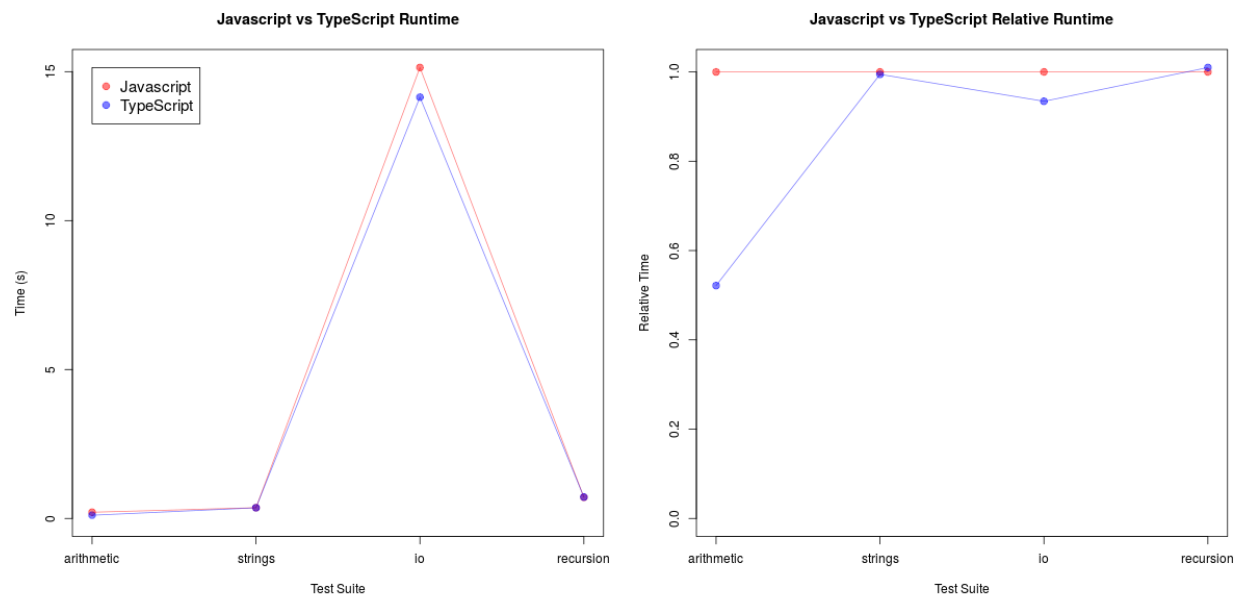 Javascript vs TypeScript Runtime
Javascript
TypeScript
15
10
5
0
Time (s)
arithmetic
strings
io
recursion
Test Suite
Javascript vs TypeScript Relative Runtime
1.0
0.8
0.6
0.4
0.2
0.0
Relative Time
arithmetic
strings
io
recursion
Test Suite